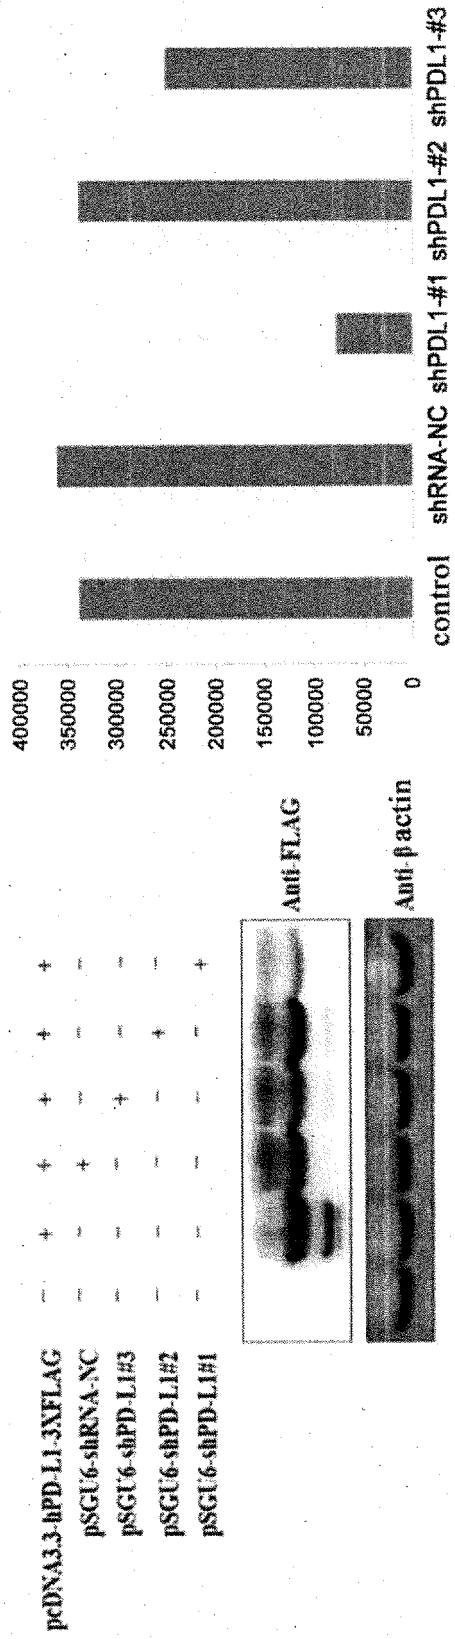 pcDNA3.3-hPD-L1-3XFLAG - + + + + +
pSGU6-shRNA-NC - - + - - -
pSGU6-shPD-L1#3 - - - + - -
pSGU6-shPD-L1#2 - - - - + -
pSGU6-shPD-L1#1 - - - - - +
Anti-FLAG
Anti-β actin
400000
350000
300000
250000
200000
150000
100000
50000
0
control shRNA-NC shPDL1-#1 shPDL1-#2 shPDL1-#3